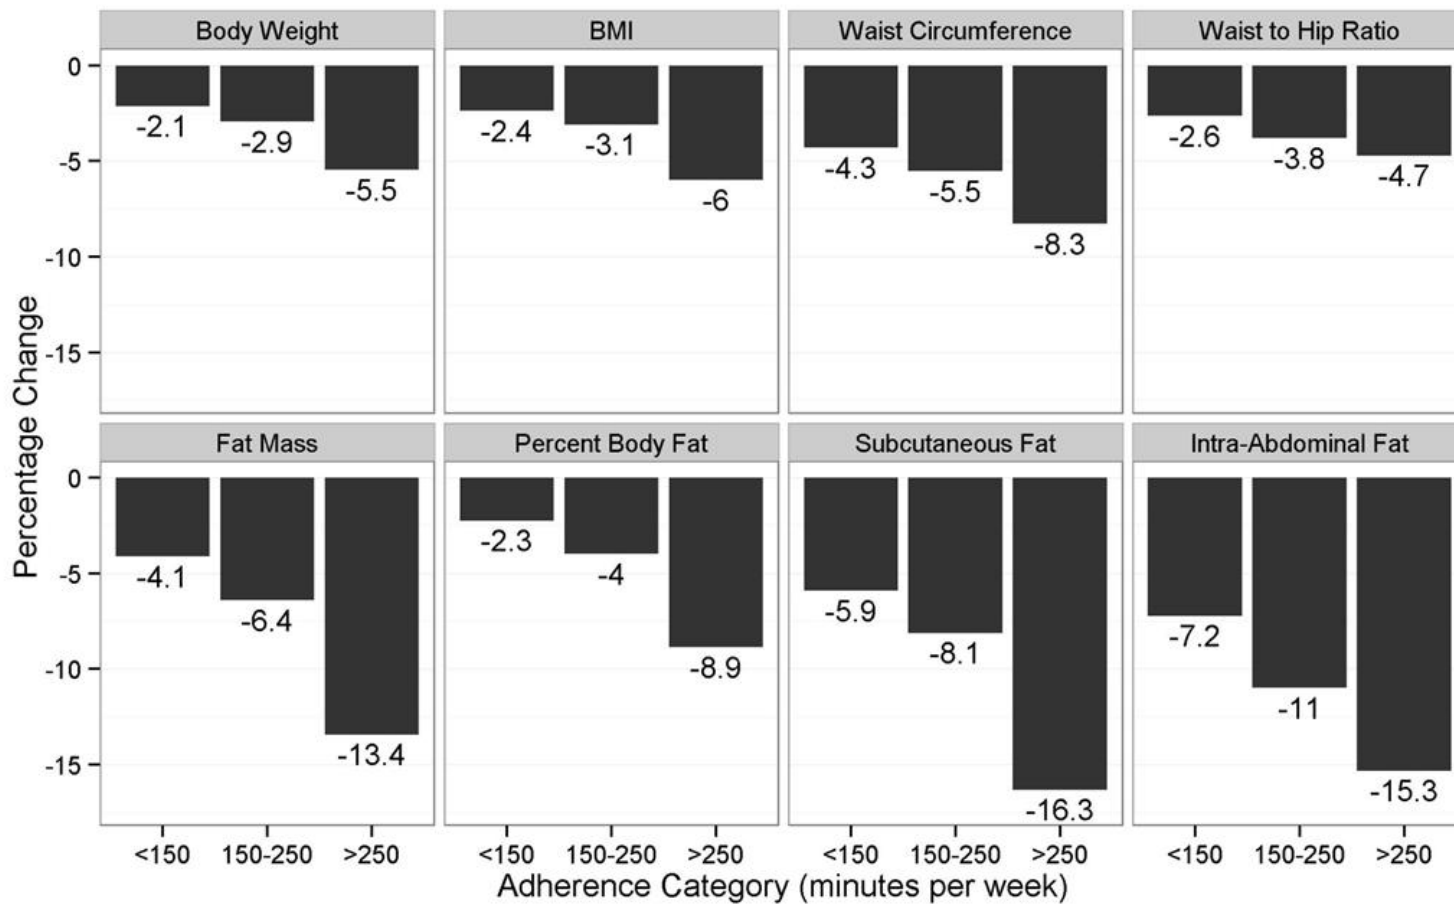 Body Weight BMI Waist Circumference Waist to Hip Ratio
0
-2.1 -2.9 -5.5 -2.4 -3.1 -6 -4.3 -5.5 -8.3 -2.6 -3.8 -4.7
-5
-10
-15
Percentage Change
Fat Mass Percent Body Fat Subcutaneous Fat Intra-Abdominal Fat
0
-4.1 -6.4 -13.4 -2.3 -4 -8.9 -5.9 -8.1 -16.3 -7.2 -11 -15.3
-5
-10
-15
<150 150-250 >250 <150 150-250 >250 <150 150-250 >250 <150 150-250 >250
Adherence Category (minutes per week)